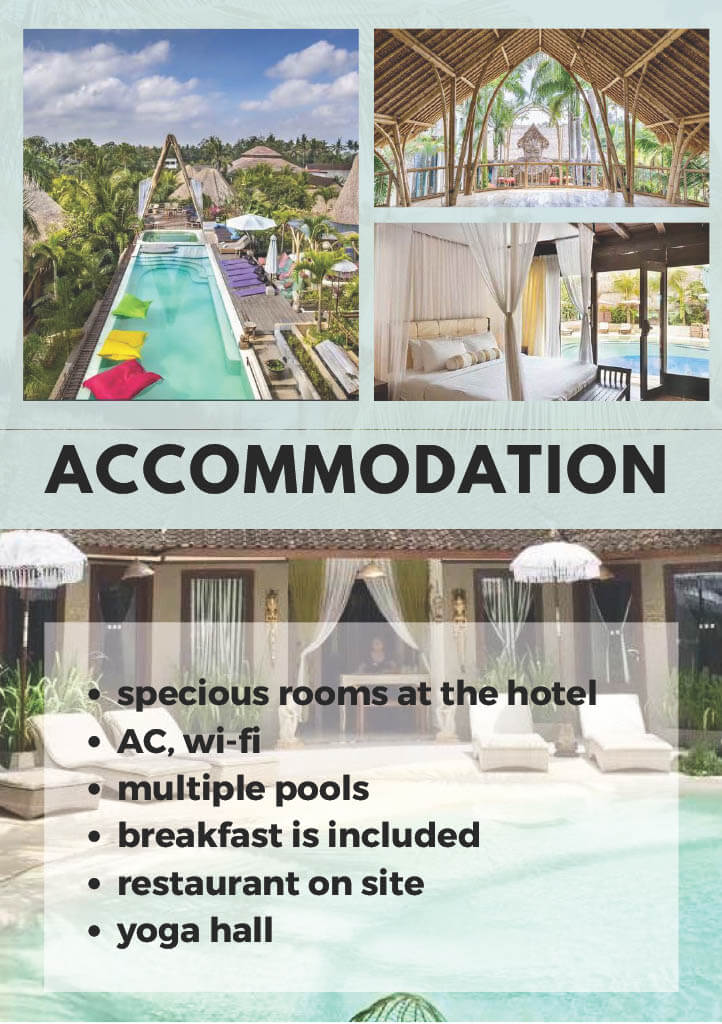 ACCOMMODATION
• specious rooms at the hotel
• AC, wi-fi
• multiple pools
• breakfast is included
• restaurant on site
• yoga hall